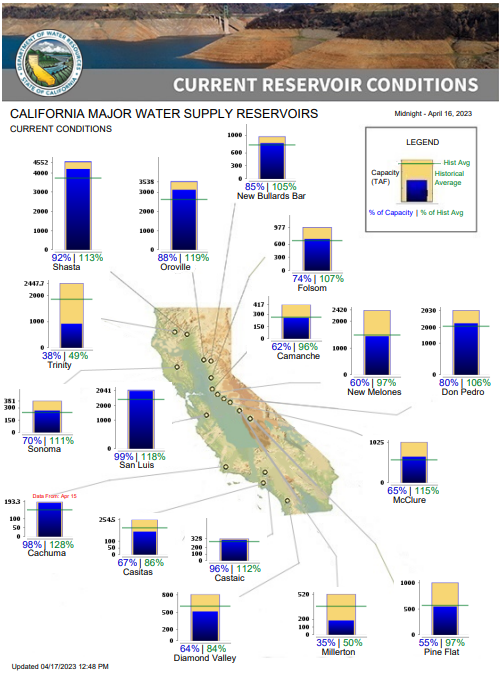 DEPARTMENT OF WATER RESOURCES
STATE OF CALIFORNIA
CURRENT RESERVOIR CONDITIONS
CALIFORNIA MAJOR WATER SUPPLY RESERVOIRS
Midnight - April 16, 2023
CURRENT CONDITIONS
LEGEND
Hist Avg
Capacity
(TAF)
Historical
Average
% of Capacity | % of Hist Avg
4552
4000
3000
2000
1000
0
92% | 113%
Shasta
3538
3000
2000
1000
0
88% | 119%
Oroville
1000
0
85% | 105%
New Bullards Bar
977
600
400
200
0
74% | 107%
Folsom
2447.7
2000
1000
0
38% | 49%
Trinity
417
300
150
0
62% | 96%
Camanche
2420
2000
1000
0
60% | 97%
New Melones
2030
2000
1000
0
80% | 106%
Don Pedro
381
250
150
0
70% | 111%
Sonoma
2041
2000
1000
0
99% | 118%
San Luis
1025
500
0
65% | 115%
McClure
Data From: Apr 15
193.3
100
50
0
98% | 128%
Cachuma
254.5
100
50
0
67% | 86%
Casitas
328
100
0
96% | 112%
Castaic
800
500
0
64% | 84%
Diamond Valley
520
200
100
0
35% | 50%
Millerton
1000
500
0
55% | 97%
Pine Flat
Updated 04/17/2023 12:48 PM